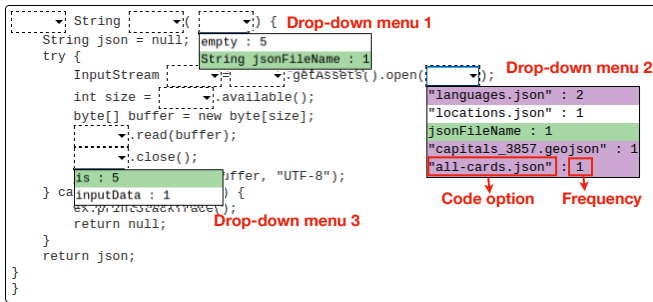 String ( ) { Drop-down menu 1
String json = null; empty : 5
String jsonFileName : 1
try {
InputStream = .getAssets().open( ); Drop-down menu 2
int size = .available(); "languages.json" : 2
byte[] buffer = new byte[size]; "locations.json" : 1
.read(buffer); jsonFileName : 1
"capitals_3857.geojson" : 1
.close(); "all-cards.json" : 1
is : 5 uffer, "UTF-8"); Code option Frequency
} ca inputData : 1 ) {
ex.printStackTrace(); Drop-down menu 3
return null;
}
return json;
}
}